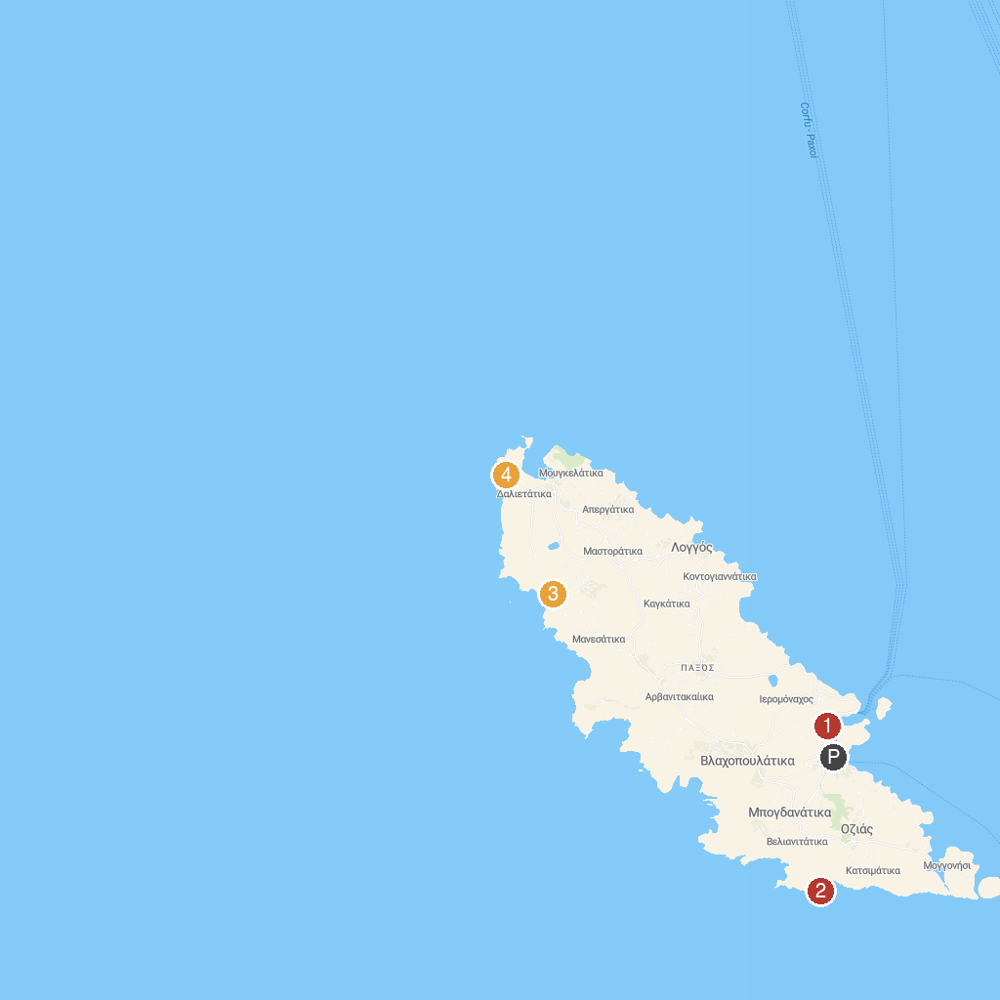 Corfu - Paxoi
4
Μουγκελάτικα
Δαλιετάτικα
Απεργάτικα
Λογγός
Μαστοράτικα
Κοντογιαννάτικα
3
Καγκάτικα
Μανεσάτικα
ΠΑΞΌΣ
Αρβανιτακαίικα
Ιερομόναχος
1
P
Βλαχοπουλάτικα
Μπογδανάτικα
Οζιάς
Βελιανιτάτικα
Κατσιμάτικα
Μογγονήσι
2